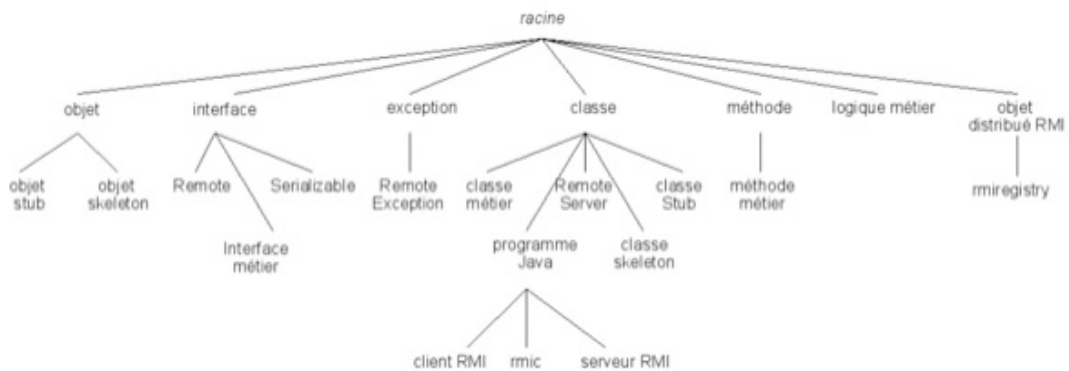 racine
objet
interface
exception
classe
méthode
logique métier
objet
distribué RMI
objet
stub
objet
skeleton
Remote
Serializable
Remote
Exception
classe
métier
Remote
Server
classe
Stub
méthode
métier
rmiregistry
Interface
métier
programme
Java
classe
skeleton
client RMI
rmic
serveur RMI